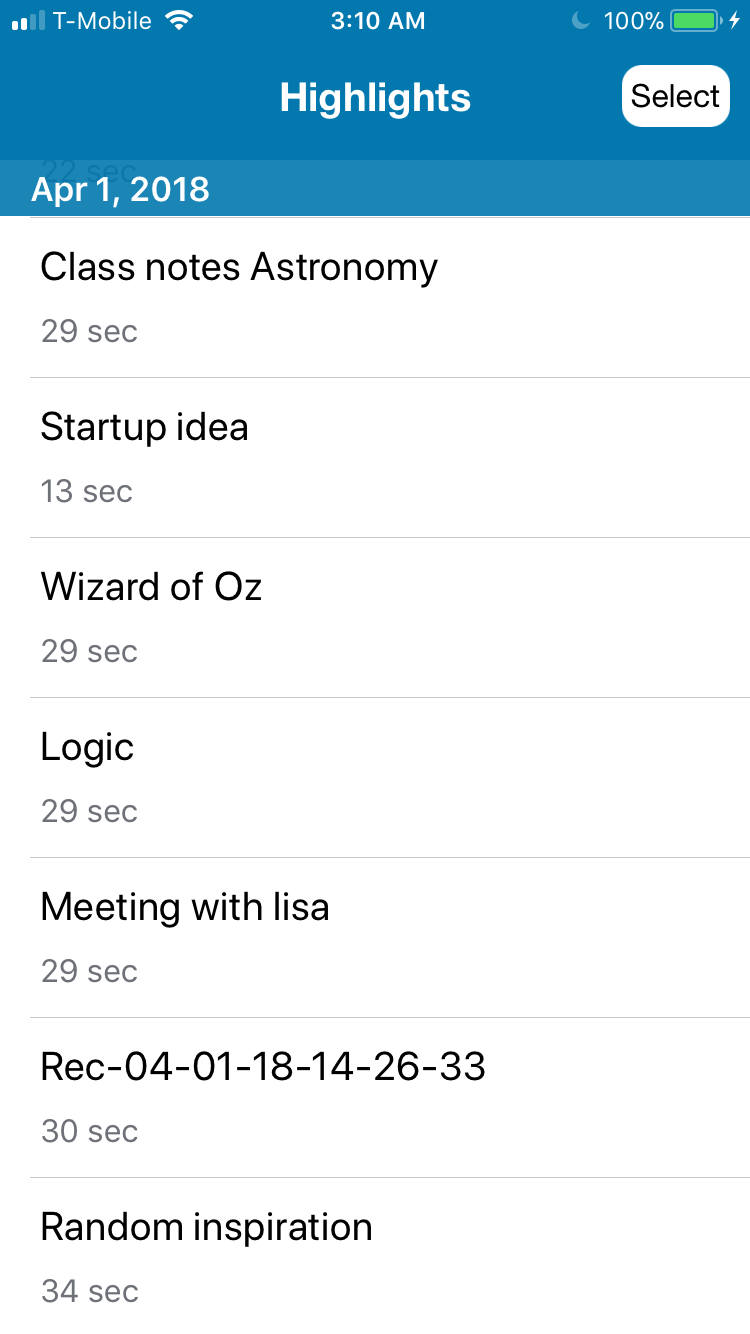 T-Mobile 3:10 AM 100%
Highlights Select
22 sec
Apr 1, 2018
Class notes Astronomy
29 sec
Startup idea
13 sec
Wizard of Oz
29 sec
Logic
29 sec
Meeting with lisa
29 sec
Rec-04-01-18-14-26-33
30 sec
Random inspiration
34 sec